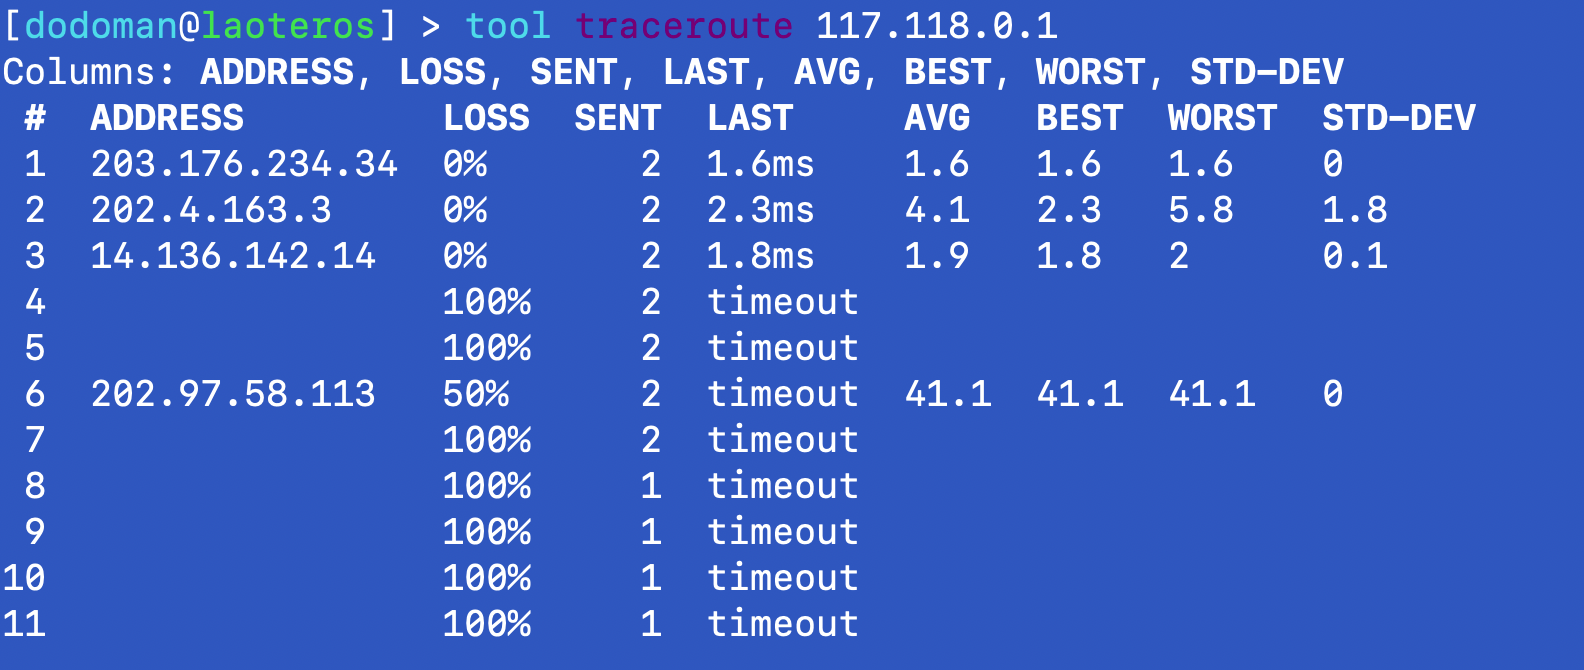 [dodoman@laoteros] > tool traceroute 117.118.0.1
Columns: ADDRESS, LOSS, SENT, LAST, AVG, BEST, WORST, STD-DEV
 #  ADDRESS         LOSS  SENT  LAST     AVG   BEST  WORST  STD-DEV
 1  203.176.234.34  0%       2  1.6ms    1.6   1.6   1.6    0
 2  202.4.163.3     0%       2  2.3ms    4.1   2.3   5.8    1.8
 3  14.136.142.14   0%       2  1.8ms    1.9   1.8   2      0.1
 4                  100%     2  timeout
 5                  100%     2  timeout
 6  202.97.58.113   50%      2  timeout  41.1  41.1  41.1   0
 7                  100%     2  timeout
 8                  100%     1  timeout
 9                  100%     1  timeout
10                  100%     1  timeout
11                  100%     1  timeout